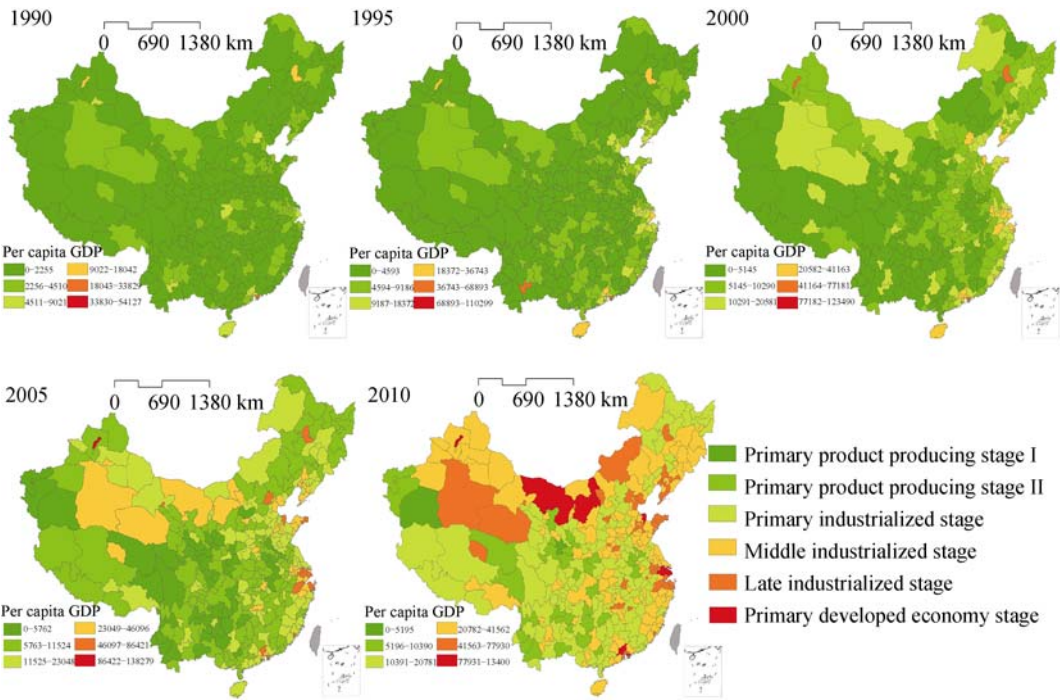 1990
0
690 1380 km
Per capita GDP
0-2255
9022-18042
2256-4510
18043-33829
4511-9021
33830-54127
1995
0
690 1380 km
Per capita GDP
0-4593
18372-36743
4594-9186
36743-68893
9187-18372
68893-110299
2000
0
690 1380 km
Per capita GDP
0-5145
20582-41163
5145-10290
41164-77181
10291-20581
77182-123490
2005
0
690 1380 km
Per capita GDP
0-5762
23049-46096
5763-11524
46097-86421
11525-23048
86422-138279
2010
0
690 1380 km
Per capita GDP
0-5195
20782-41562
5196-10390
41563-77930
10391-20781
77931-13400
Primary product producing stage I
Primary product producing stage II
Primary industrialized stage
Middle industrialized stage
Late industrialized stage
Primary developed economy stage